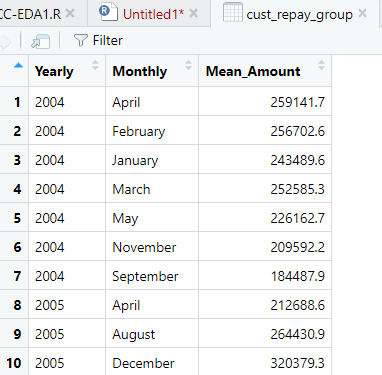 CC-EDA1.R Untitled1* cust_repay_group
Filter
Yearly Monthly Mean_Amount
1 2004 April 259141.7
2 2004 February 256702.6
3 2004 January 243489.6
4 2004 March 252585.3
5 2004 May 226162.7
6 2004 November 209592.2
7 2004 September 184487.9
8 2005 April 212688.6
9 2005 August 264430.9
10 2005 December 320379.3